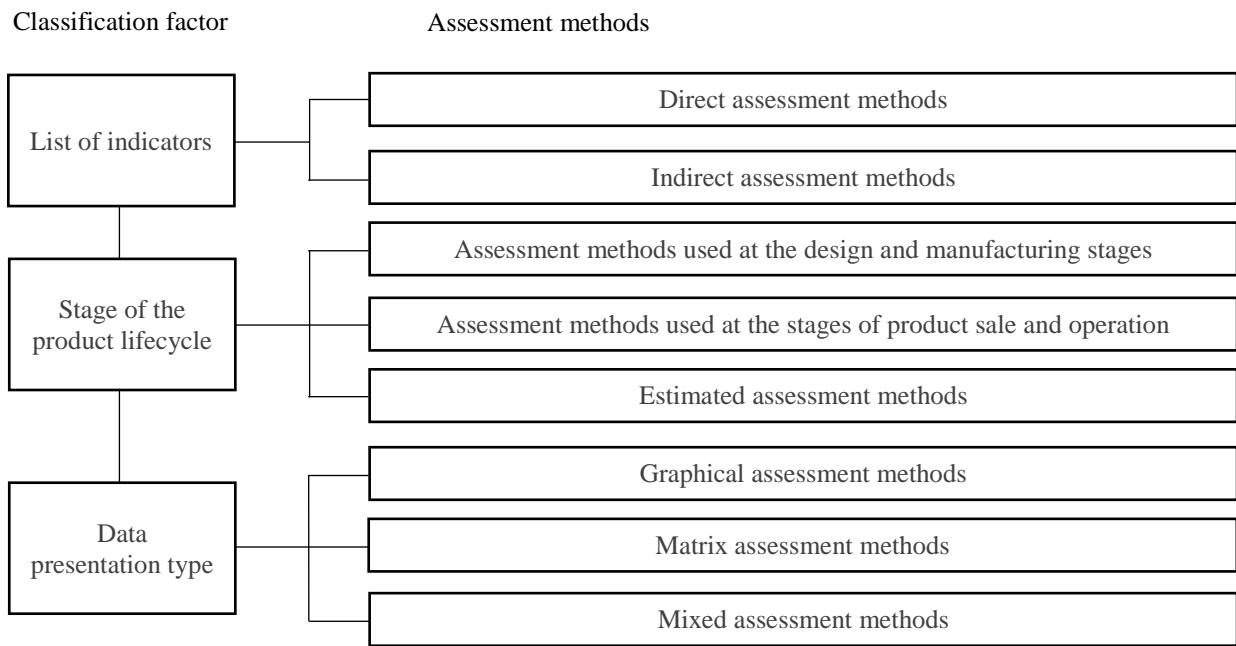 Classification factor
Assessment methods
List of indicators
Direct assessment methods
Indirect assessment methods
Stage of the
product lifecycle
Assessment methods used at the design and manufacturing stages
Assessment methods used at the stages of product sale and operation
Estimated assessment methods
Data
presentation type
Graphical assessment methods
Matrix assessment methods
Mixed assessment methods